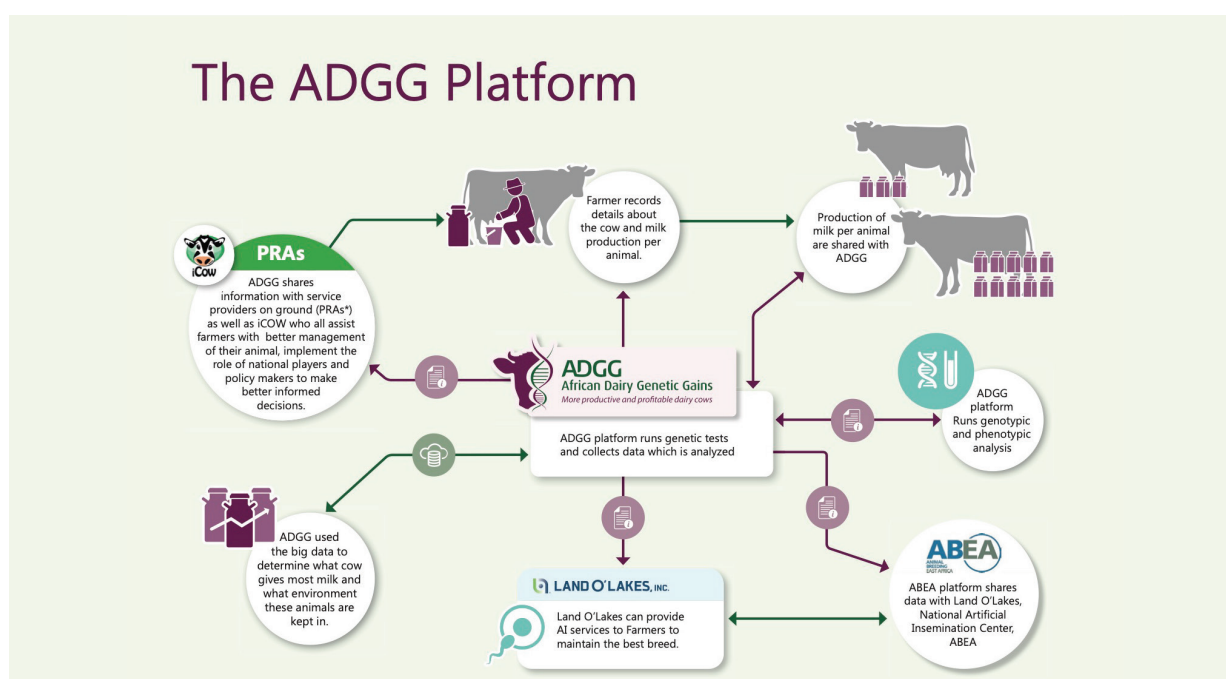 The ADGG Platform
Farmer records
details about
the cow and milk
production per
animal.
Production of
milk per animal
are shared with
ADGG
iCow
PRAs
ADGG shares
information with service
providers on ground (PRAs*)
as well as iCOW who all assist
farmers with better management
of their animal, implement the
role of national players and
policy makers to make
better informed
decisions.
ADGG
African Dairy Genetic Gains
More productive and profitable dairy cows
ADGG platform runs genetic tests
and collects data which is analyzed
ADGG
platform
Runs genotypic
and phenotypic
analysis
ADGG used
the big data to
determine what cow
gives most milk and
what environment
these animals are
kept in.
LAND O'LAKES, INC.
Land O'Lakes can provide
AI services to Farmers to
maintain the best breed.
ABEA
ANIMAL
BREEDING
EAST AFRICA
ABEA platform shares
data with Land O'Lakes,
National Artificial
Insemination Center,
ABEA